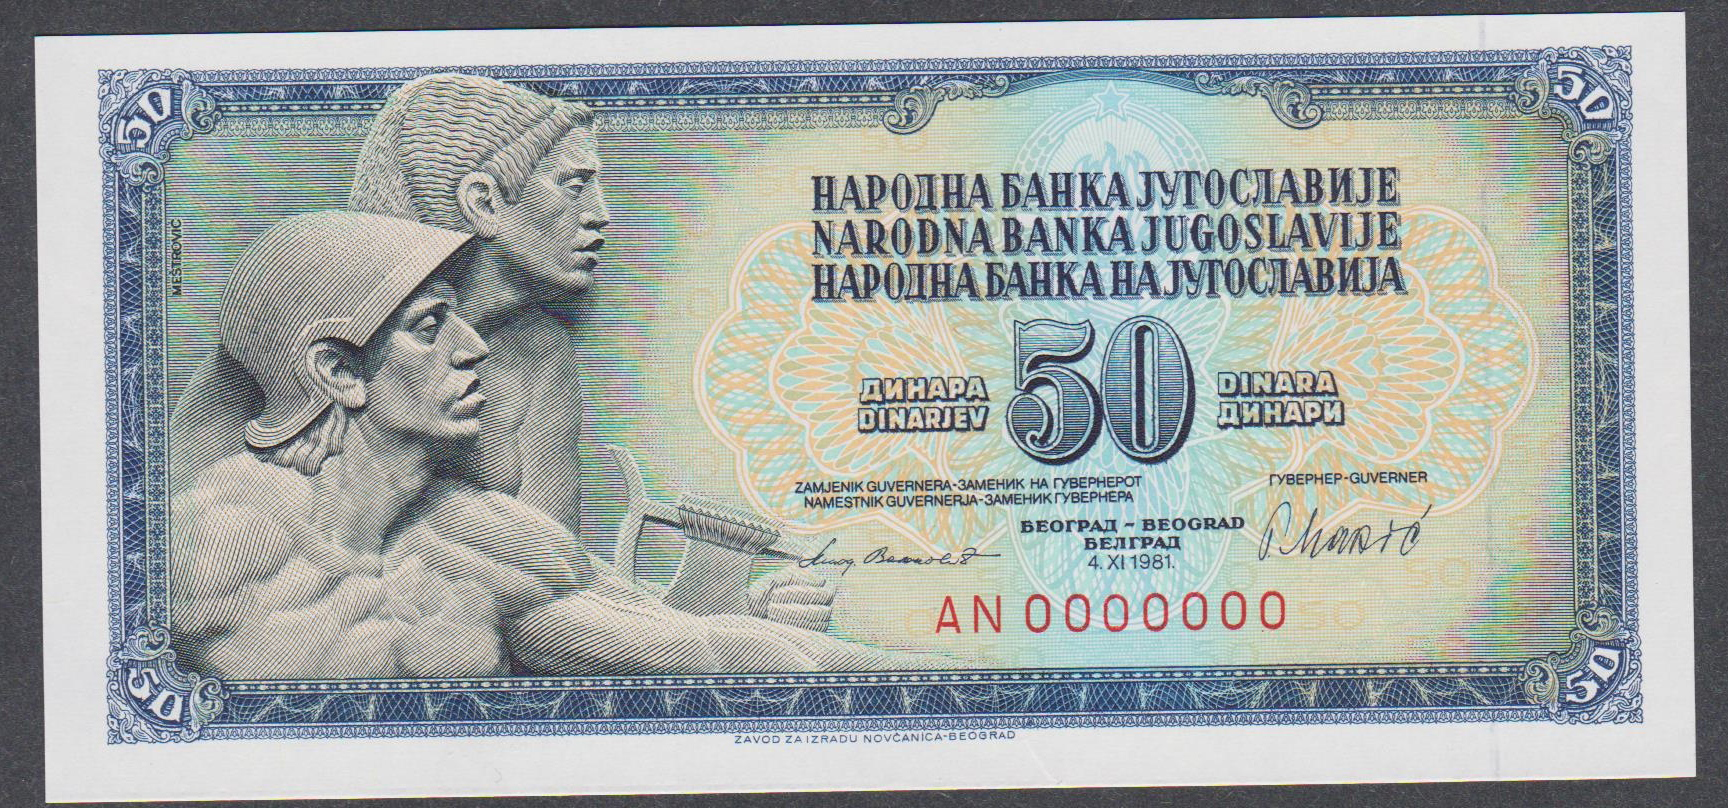 50
50
MEŠTROVIĆ
НАРОДНА БАНКА ЈУГОСЛАВИЈЕ
NARODNA BANKA JUGOSLAVIJE
НАРОДНА БАНКА НА ЈУГОСЛАВИЈА
ДИНАРА 50 DINARA
DINARJEV ДИНАРИ
ZAMJENIK GUVERNERA-ЗАМЕНИК НА ГУВЕРНЕРОТ
NAMESTNIK GUVERNERJA-ЗАМЕНИК ГУВЕРНЕРА
ГУВЕРНЕР-GUVERNER
БЕОГРАД - BEOGRAD
БЕЛГРАД
4. XI 1981.
AN 0000000
50
50
ZAVOD ZA IZRADU NOVČANICA-BEOGRAD